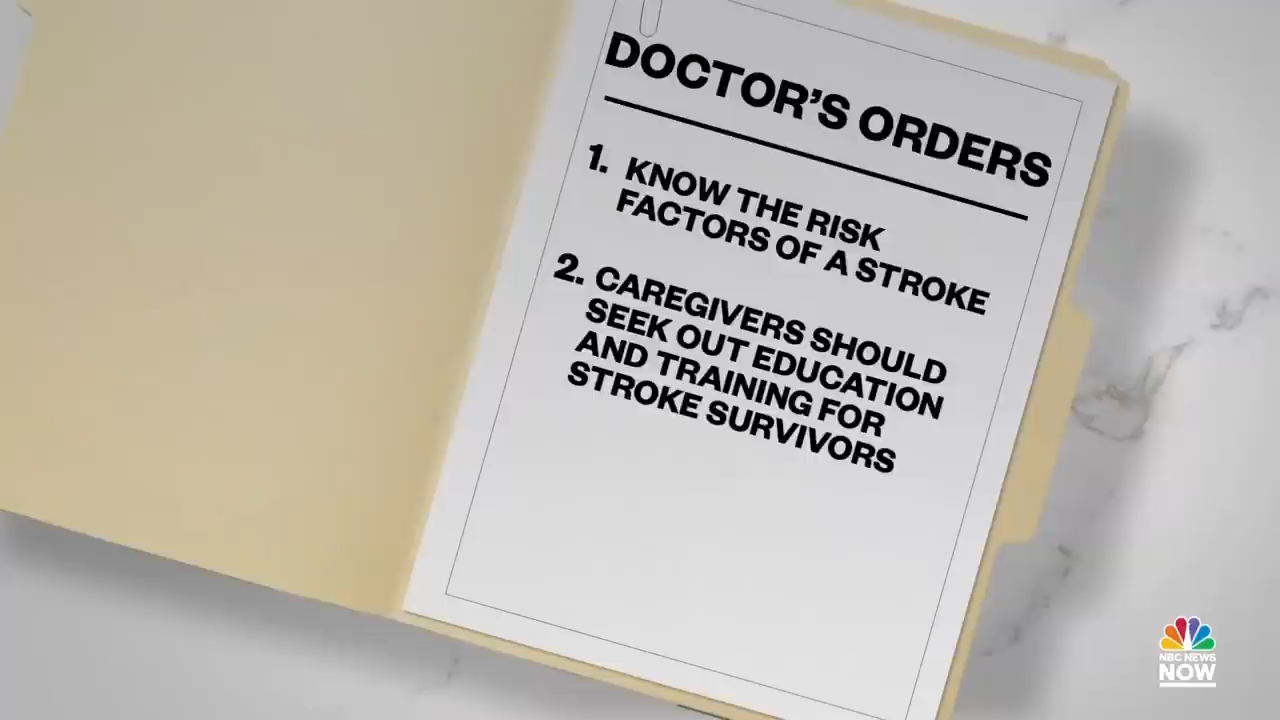 DOCTOR'S ORDERS
1. KNOW THE RISK
FACTORS OF A STROKE
2. CAREGIVERS SHOULD
SEEK OUT EDUCATION
AND TRAINING FOR
STROKE SURVIVORS
NBC NEWS
NOW